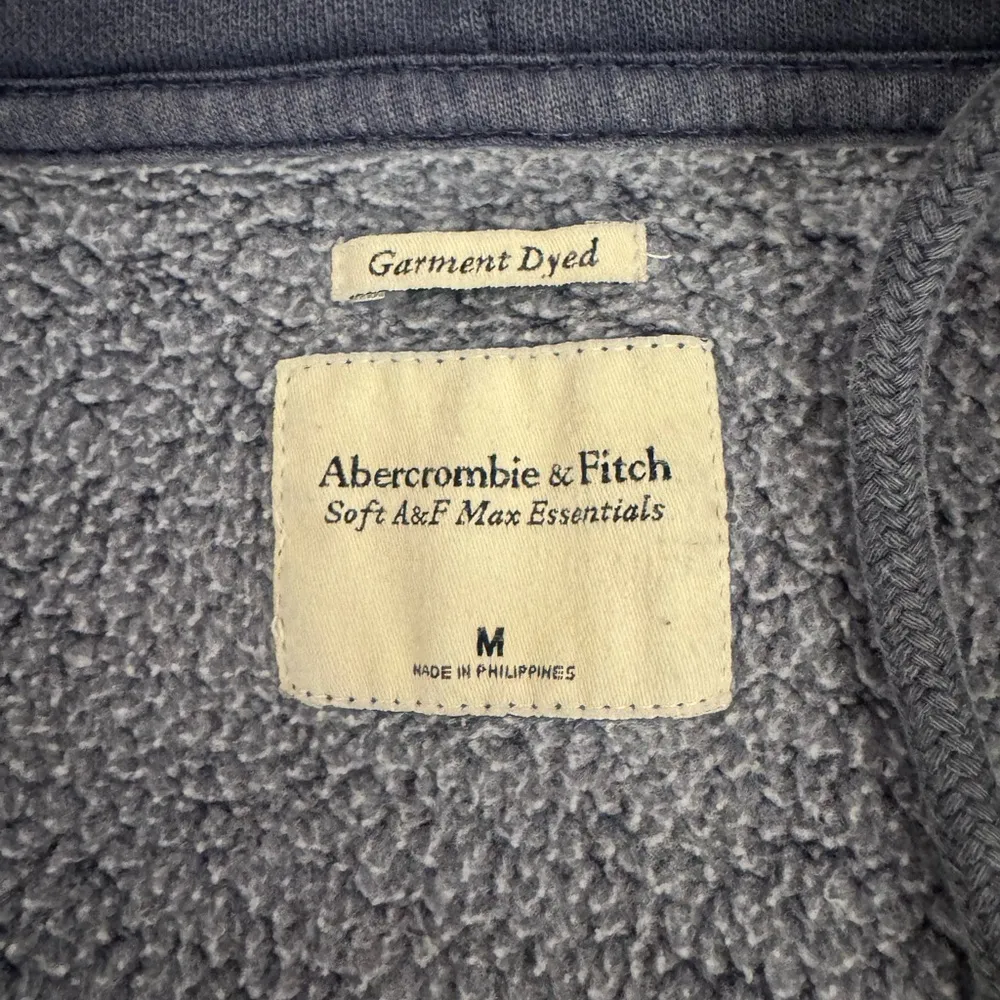 Garment Dyed
Abercrombie & Fitch
Soft A&F Max Essentials
M
MADE IN PHILIPPINES